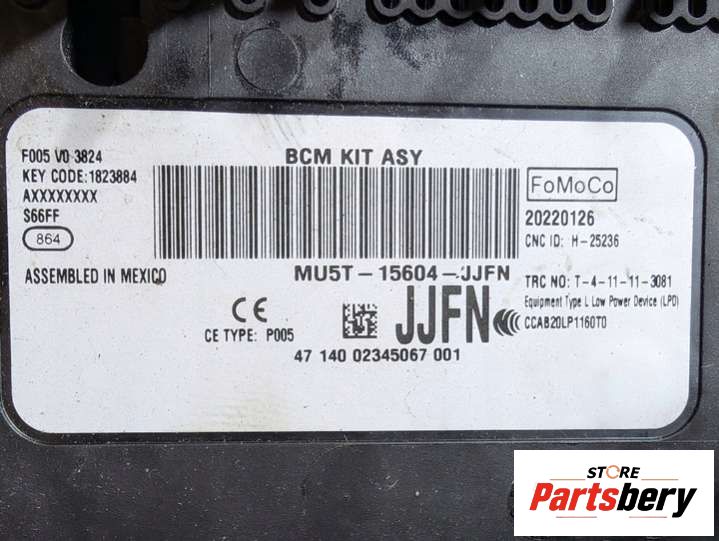 F005 V0 3824
KEY CODE:1823884
AXXXXXXXX
S66FF
864
ASSEMBLED IN MEXICO
BCM KIT ASY
FoMoCo
20220126
CNC ID: H-25236
MU5T-15604-JJFN
TRC NO: T-4-11-11-3081
Equipment Type L Low Power Device (LPD)
CE
CE TYPE: P005
JJFN
CCAB20LP1160T0
47 140 02345067 001
STORE
Partsbery